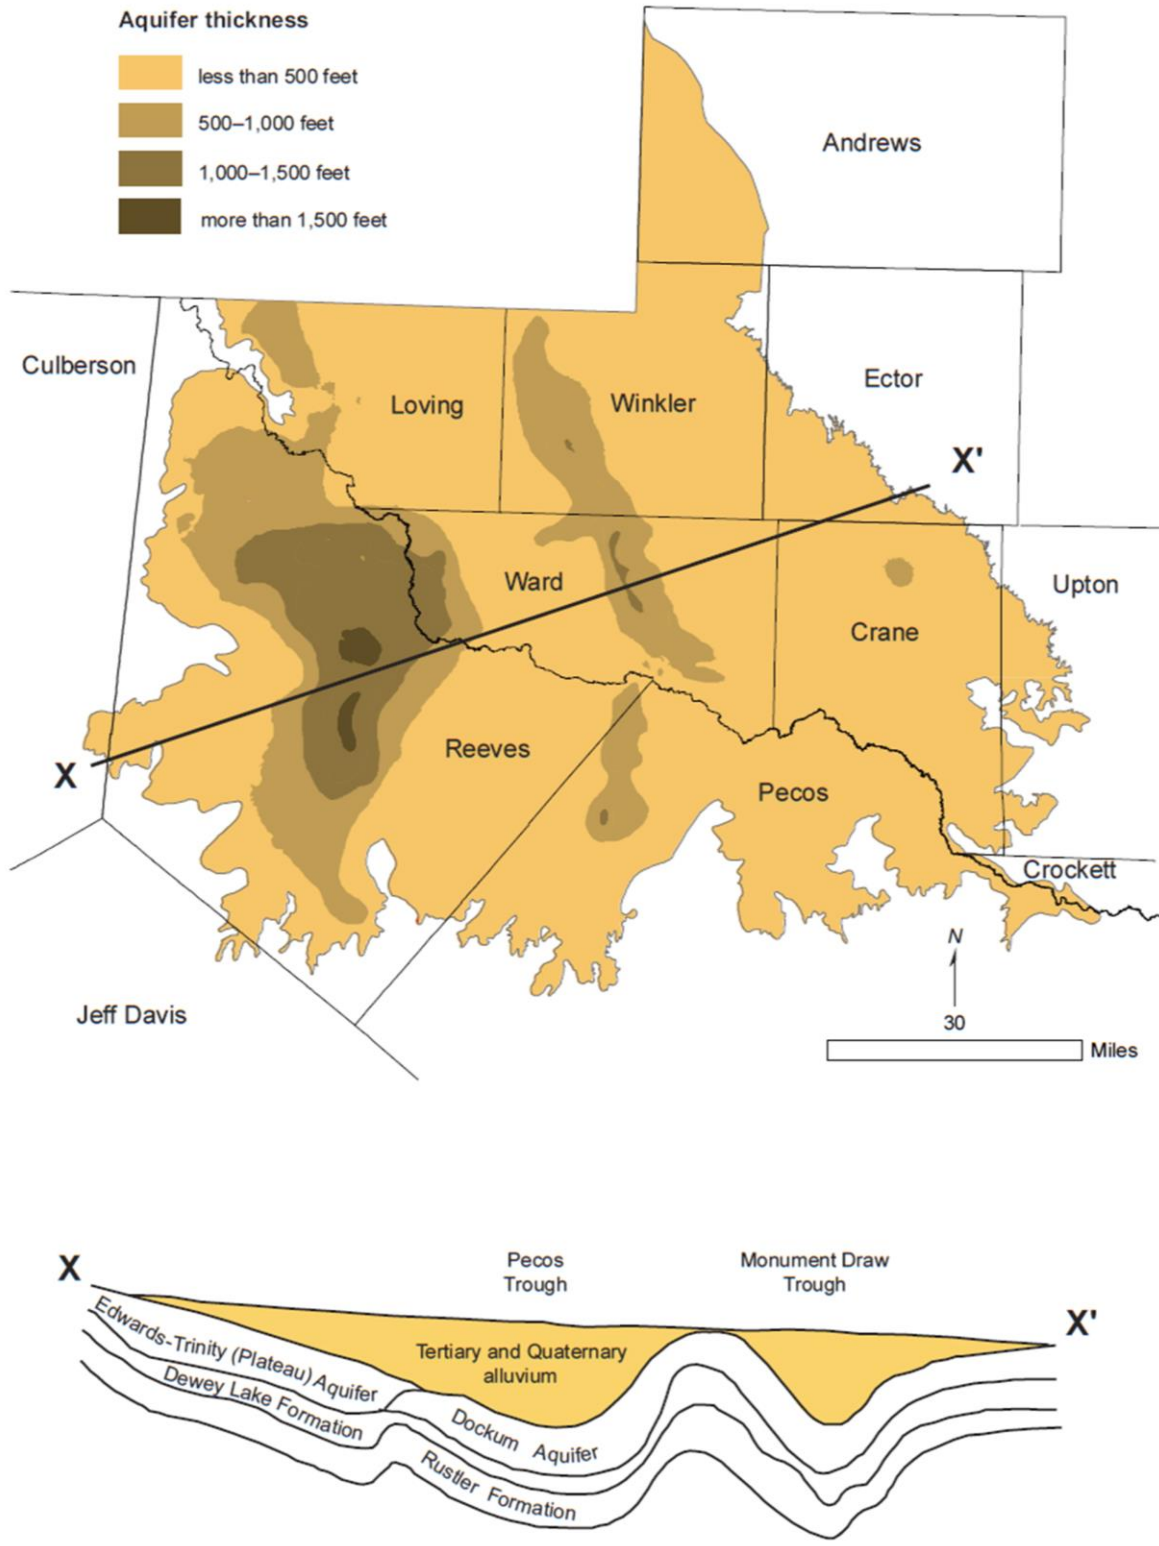 Aquifer thickness
less than 500 feet
500–1,000 feet
1,000–1,500 feet
more than 1,500 feet
Andrews
Culberson
Ector
Loving
Winkler
X'
Ward
Upton
Crane
Reeves
X
Pecos
Crockett
N
Jeff Davis
30
Miles
X
Pecos
Trough
Monument Draw
Trough
X'
Edwards-Trinity (Plateau) Aquifer
Tertiary and Quaternary
alluvium
Dewey Lake Formation
Dockum Aquifer
Rustler Formation